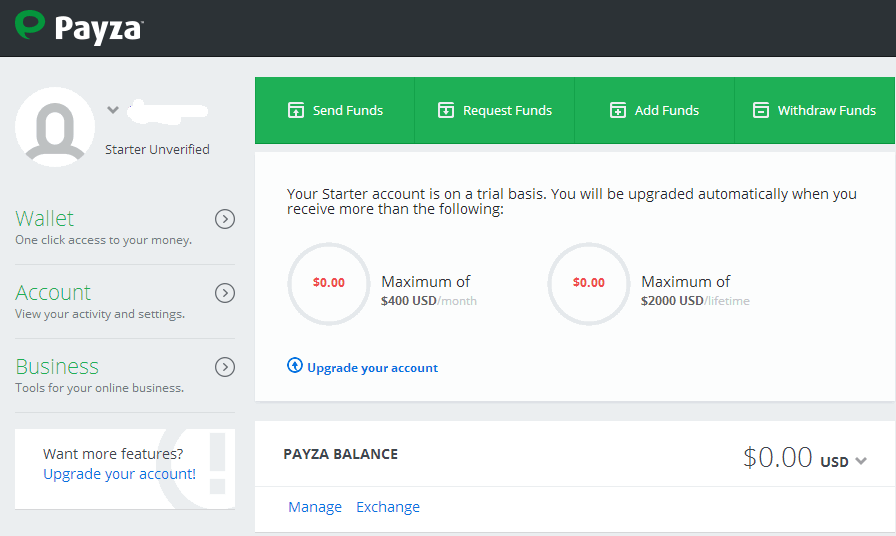 Payza™
Send Funds
Request Funds
Add Funds
Withdraw Funds
Starter Unverified
Wallet
One click access to your money.
Account
View your activity and settings.
Business
Tools for your online business.
Want more features?
Upgrade your account!
Your Starter account is on a trial basis. You will be upgraded automatically when you
receive more than the following:
$0.00
Maximum of
$400 USD/month
$0.00
Maximum of
$2000 USD/lifetime
Upgrade your account
PAYZA BALANCE
$0.00 USD
Manage
Exchange